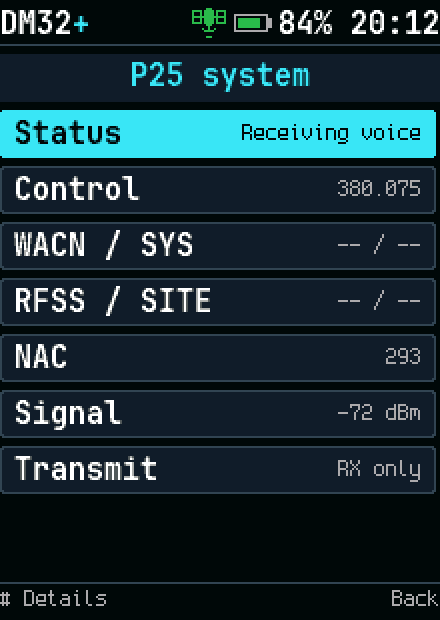 DM32+ 84% 20:12
P25 system
Status Receiving voice
Control 380.075
WACN / SYS -- / --
RFSS / SITE -- / --
NAC 293
Signal -72 dBm
Transmit RX only
# Details Back